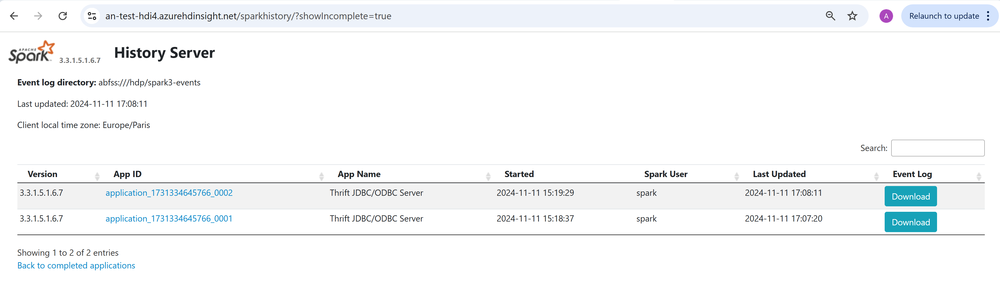 an-test-hdi4.azurehdinsight.net/sparkhistory/?showIncomplete=true A Relaunch to update
APACHE Spark 3.3.1.5.1.6.7 History Server
Event log directory: abfss:///hdp/spark3-events
Last updated: 2024-11-11 17:08:11
Client local time zone: Europe/Paris
Search:
Version App ID App Name Started Spark User Last Updated Event Log
3.3.1.5.1.6.7 application_1731334645766_0002 Thrift JDBC/ODBC Server 2024-11-11 15:19:29 spark 2024-11-11 17:08:11 Download
3.3.1.5.1.6.7 application_1731334645766_0001 Thrift JDBC/ODBC Server 2024-11-11 15:18:37 spark 2024-11-11 17:07:20 Download
Showing 1 to 2 of 2 entries
Back to completed applications